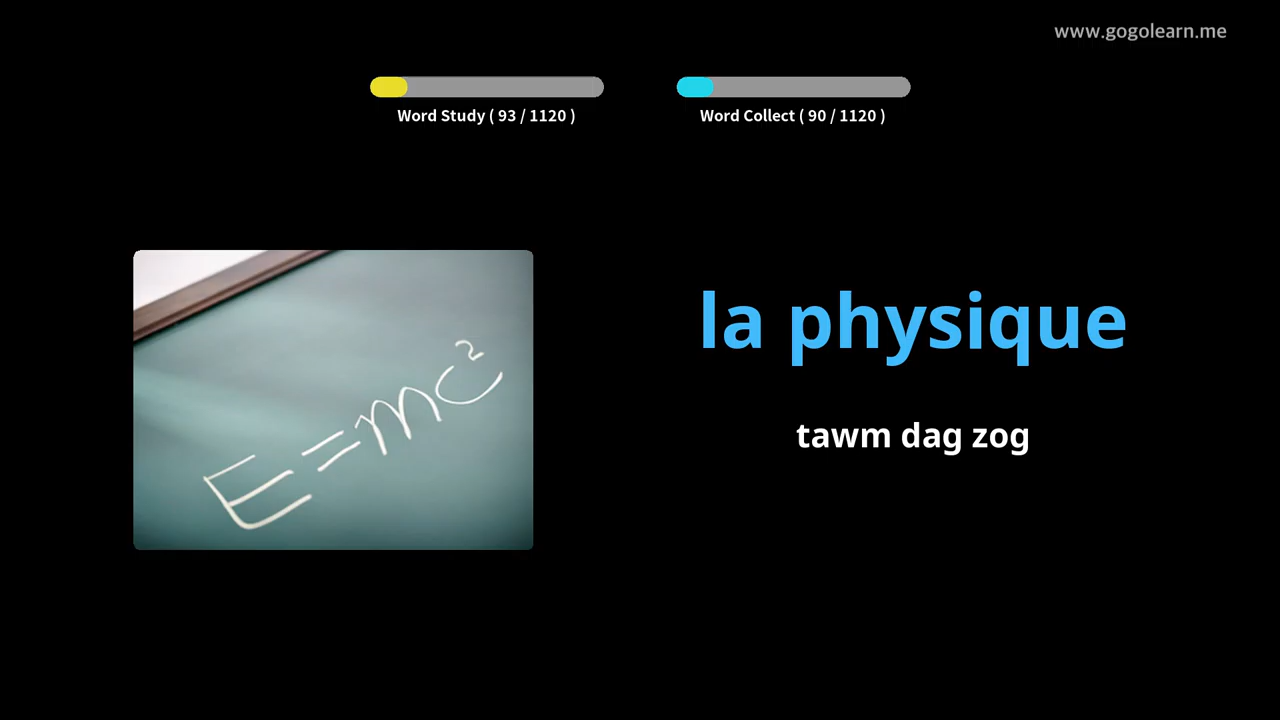 www.gogolearn.me
Word Study ( 93 / 1120 )
Word Collect ( 90 / 1120 )
E=mc²
la physique
tawm dag zog